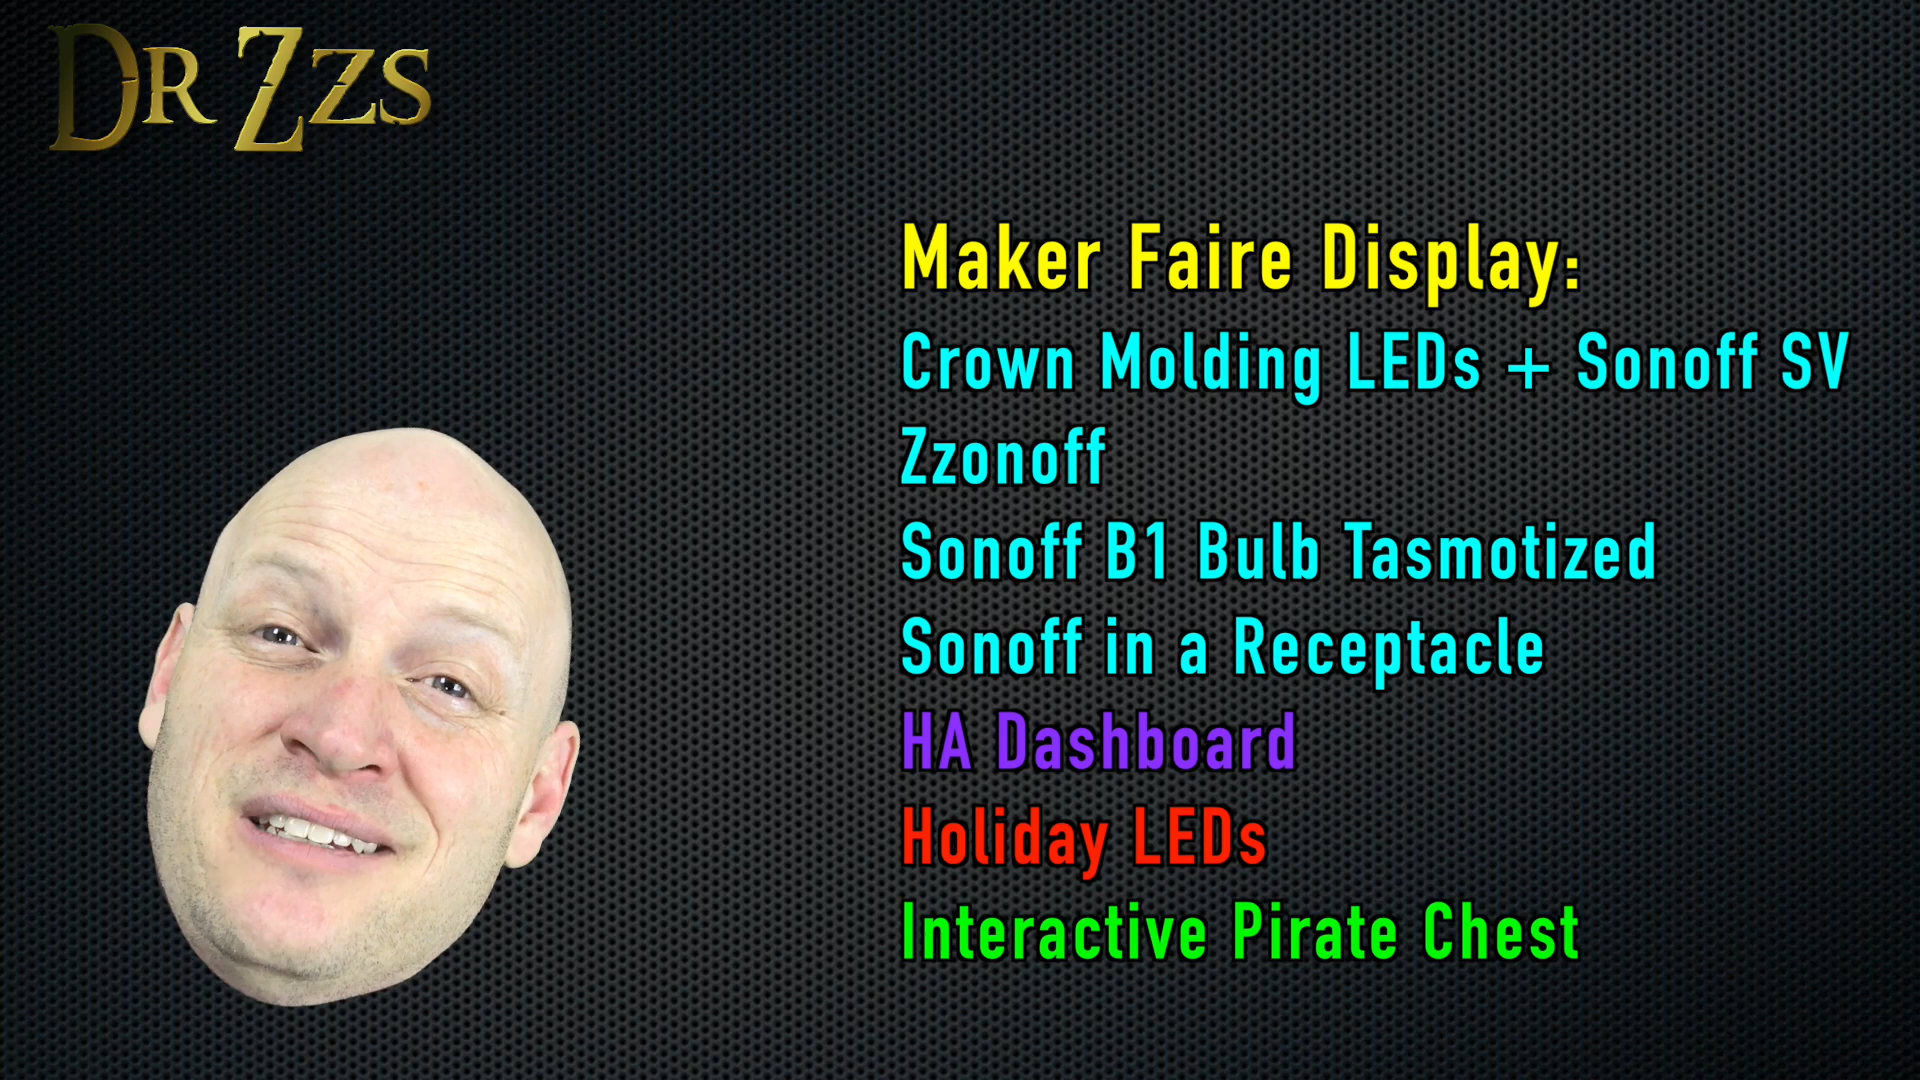 Dr Zzs
Maker Faire Display:
Crown Molding LEDs + Sonoff SV
Zzonoff
Sonoff B1 Bulb Tasmotized
Sonoff in a Receptacle
HA Dashboard
Holiday LEDs
Interactive Pirate Chest